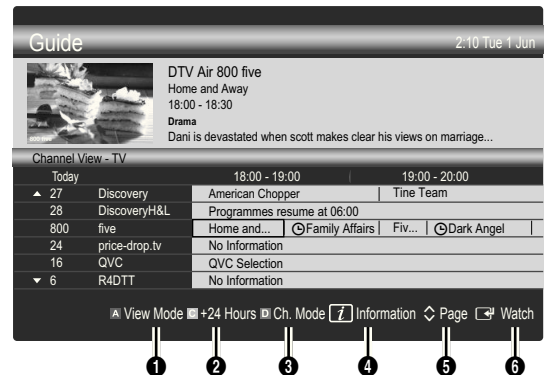 Guide 2:10 Tue 1 Jun
DTV Air 800 five
Home and Away
18:00 - 18:30
Drama
Dani is devastated when scott makes clear his views on marriage...
800 five
Channel View - TV
Today 18:00 - 19:00 19:00 - 20:00
▲ 27 Discovery American Chopper Tine Team
28 DiscoveryH&L Programmes resume at 06:00
800 five Home and... Family Affairs Fiv... Dark Angel
24 price-drop.tv No Information
16 QVC QVC Selection
▼ 6 R4DTT No Information
A View Mode C +24 Hours D Ch. Mode i Information Page Watch
1 2 3 4 5 6